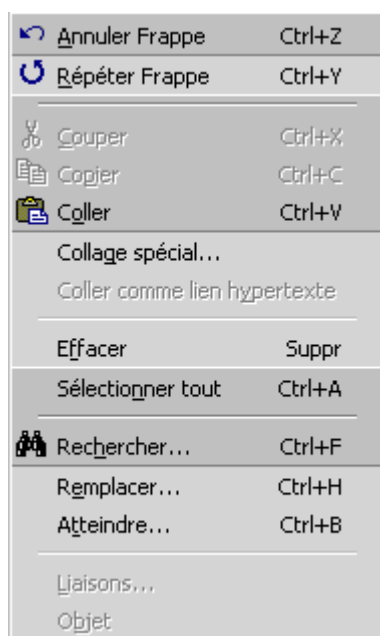 Annuler Frappe Ctrl+Z
Répéter Frappe Ctrl+Y
Couper Ctrl+X
Copier Ctrl+C
Coller Ctrl+V
Collage spécial...
Coller comme lien hypertexte
Effacer Suppr
Sélectionner tout Ctrl+A
Rechercher... Ctrl+F
Remplacer... Ctrl+H
Atteindre... Ctrl+B
Liaisons...
Objet